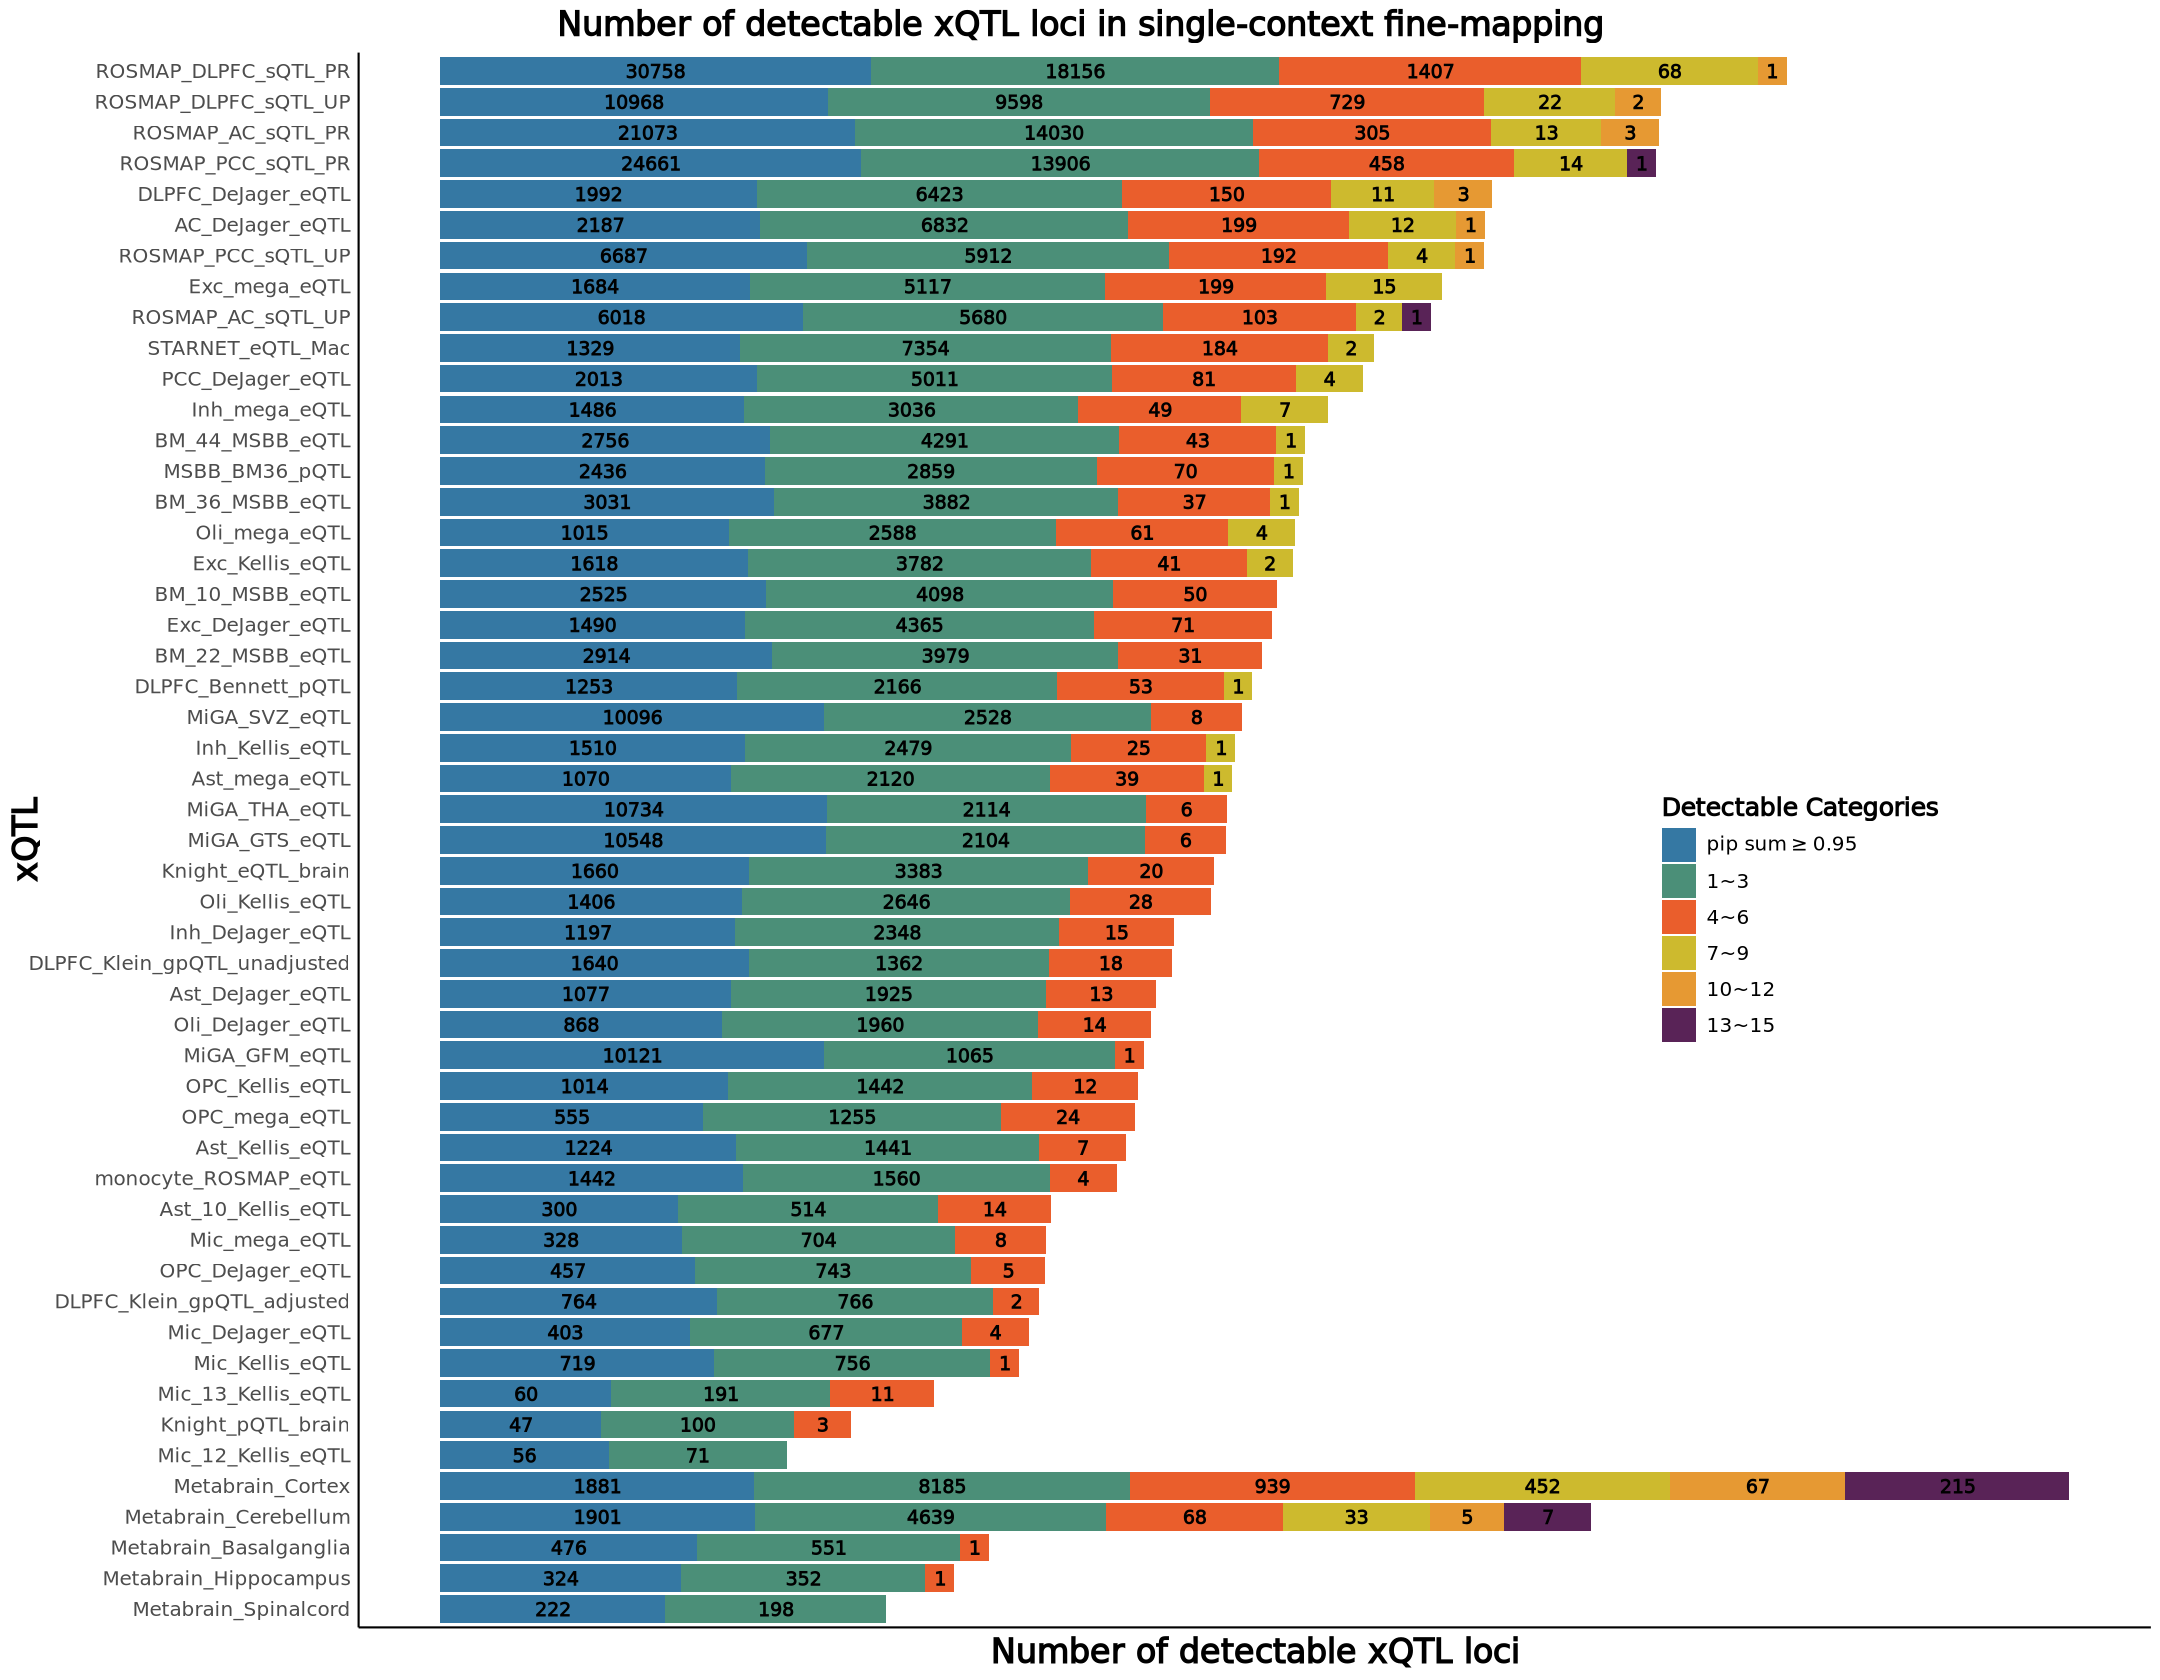 Number of detectable xQTL loci in single-context fine-mapping
ROSMAP_DLPFC_sQTL_PR 30758 18156 1407 68 1
ROSMAP_DLPFC_sQTL_UP 10968 9598 729 22 2
ROSMAP_AC_sQTL_PR 21073 14030 305 13 3
ROSMAP_PCC_sQTL_PR 24661 13906 458 14 1
DLPFC_DeJager_eQTL 1992 6423 150 11 3
AC_DeJager_eQTL 2187 6832 199 12 1
ROSMAP_PCC_sQTL_UP 6687 5912 192 4 1
Exc_mega_eQTL 1684 5117 199 15
ROSMAP_AC_sQTL_UP 6018 5680 103 2 1
STARNET_eQTL_Mac 1329 7354 184 2
PCC_DeJager_eQTL 2013 5011 81 4
Inh_mega_eQTL 1486 3036 49 7
BM_44_MSBB_eQTL 2756 4291 43 1
MSBB_BM36_pQTL 2436 2859 70 1
BM_36_MSBB_eQTL 3031 3882 37 1
Oli_mega_eQTL 1015 2588 61 4
Exc_Kellis_eQTL 1618 3782 41 2
BM_10_MSBB_eQTL 2525 4098 50
Exc_DeJager_eQTL 1490 4365 71
BM_22_MSBB_eQTL 2914 3979 31
DLPFC_Bennett_pQTL 1253 2166 53 1
MiGA_SVZ_eQTL 10096 2528 8
Inh_Kellis_eQTL 1510 2479 25 1
Ast_mega_eQTL 1070 2120 39 1
MiGA_THA_eQTL 10734 2114 6
MiGA_GTS_eQTL 10548 2104 6
Knight_eQTL_brain 1660 3383 20
Oli_Kellis_eQTL 1406 2646 28
Inh_DeJager_eQTL 1197 2348 15
DLPFC_Klein_gpQTL_unadjusted 1640 1362 18
Ast_DeJager_eQTL 1077 1925 13
Oli_DeJager_eQTL 868 1960 14
MiGA_GFM_eQTL 10121 1065 1
OPC_Kellis_eQTL 1014 1442 12
OPC_mega_eQTL 555 1255 24
Ast_Kellis_eQTL 1224 1441 7
monocyte_ROSMAP_eQTL 1442 1560 4
Ast_10_Kellis_eQTL 300 514 14
Mic_mega_eQTL 328 704 8
OPC_DeJager_eQTL 457 743 5
DLPFC_Klein_gpQTL_adjusted 764 766 2
Mic_DeJager_eQTL 403 677 4
Mic_Kellis_eQTL 719 756 1
Mic_13_Kellis_eQTL 60 191 11
Knight_pQTL_brain 47 100 3
Mic_12_Kellis_eQTL 56 71
Metabrain_Cortex 1881 8185 939 452 67 215
Metabrain_Cerebellum 1901 4639 68 33 5 7
Metabrain_Basalganglia 476 551 1
Metabrain_Hippocampus 324 352 1
Metabrain_Spinalcord 222 198
xQTL
Number of detectable xQTL loci
Detectable Categories
pip sum ≥ 0.95
1~3
4~6
7~9
10~12
13~15